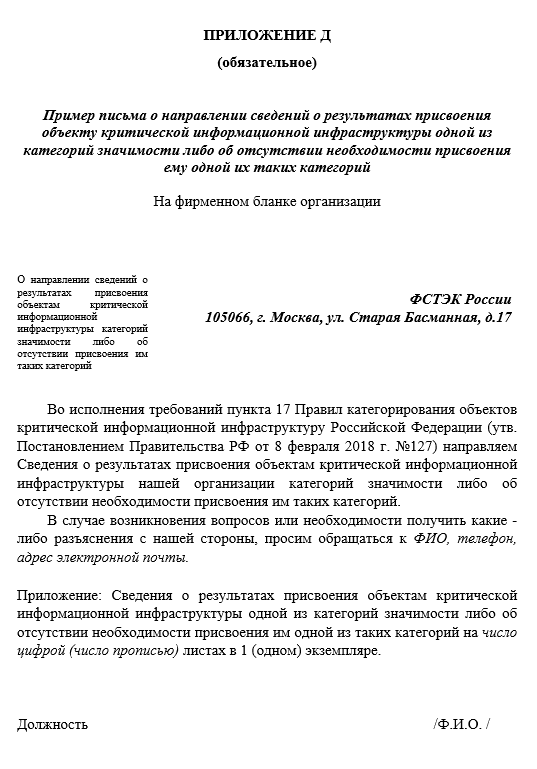 ПРИЛОЖЕНИЕ Д
(обязательное)
Пример письма о направлении сведений о результатах присвоения
объекту критической информационной инфраструктуры одной из
категорий значимости либо об отсутствии необходимости присвоения
ему одной их таких категорий
На фирменном бланке организации
О направлении сведений о
результатах присвоения
объектам критической
информационной
инфраструктуры категорий
значимости либо об
отсутствии присвоения им
таких категорий
ФСТЭК России
105066, г. Москва, ул. Старая Басманная, д.17
Во исполнения требований пункта 17 Правил категорирования объектов
критической информационной инфраструктуру Российской Федерации (утв.
Постановлением Правительства РФ от 8 февраля 2018 г. №127) направляем
Сведения о результатах присвоения объектам критической информационной
инфраструктуры нашей организации категорий значимости либо об
отсутствии необходимости присвоения им таких категорий.
В случае возникновения вопросов или необходимости получить какие -
либо разъяснения с нашей стороны, просим обращаться к ФИО, телефон,
адрес электронной почты.
Приложение: Сведения о результатах присвоения объектам критической
информационной инфраструктуры одной из категорий значимости либо об
отсутствии необходимости присвоения им одной из таких категорий на число
цифрой (число прописью) листах в 1 (одном) экземпляре.
Должность /Ф.И.О. /